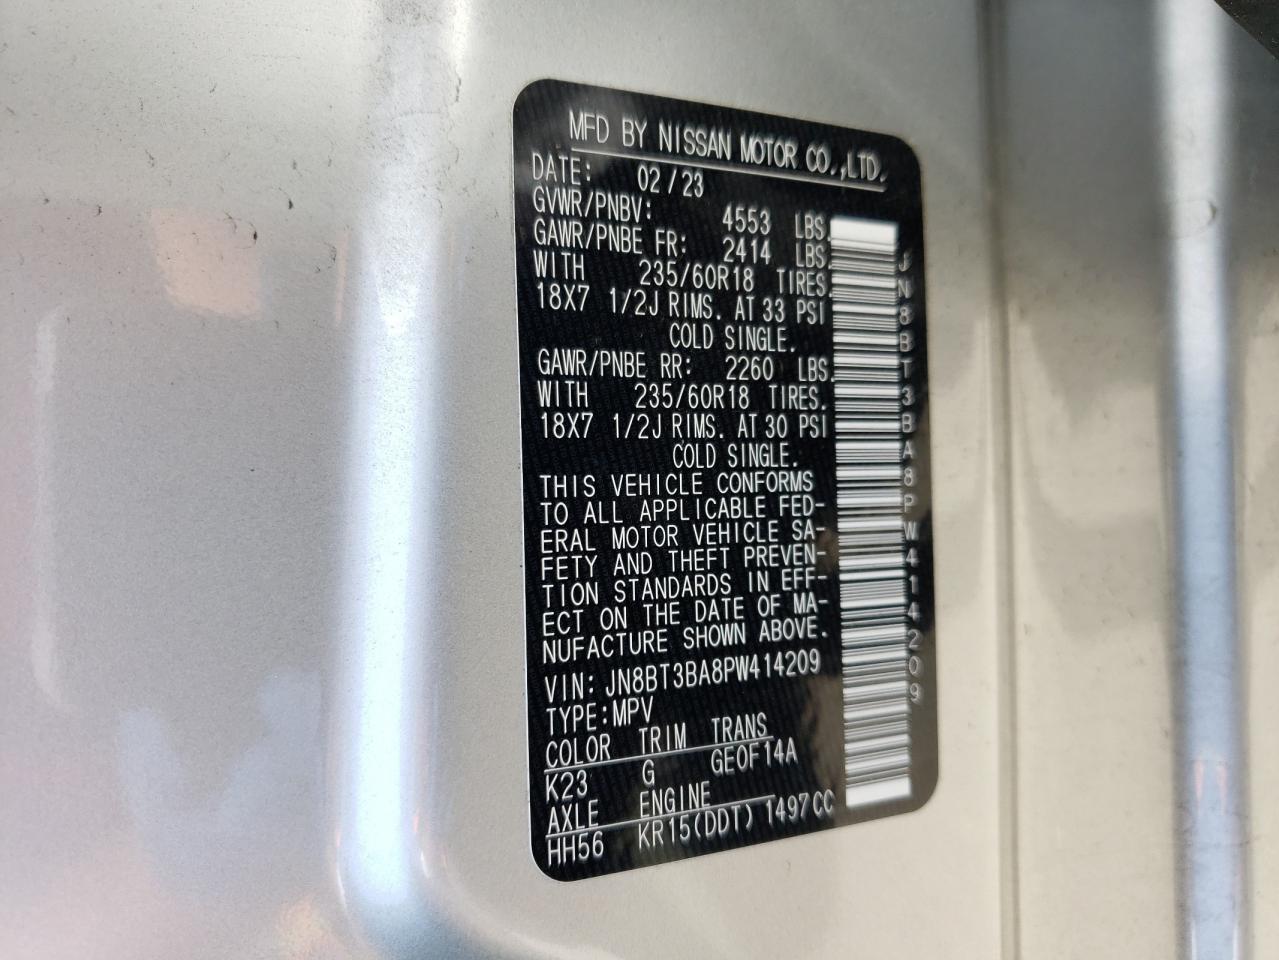 MFD BY NISSAN MOTOR CO.,LTD.
DATE: 02/23
GVWR/PNBV: 4553 LBS.
GAWR/PNBE FR: 2414 LBS.
WITH 235/60R18 TIRES.
18X7 1/2J RIMS. AT 33 PSI
COLD SINGLE.
GAWR/PNBE RR: 2260 LBS.
WITH 235/60R18 TIRES.
18X7 1/2J RIMS. AT 30 PSI
COLD SINGLE.
THIS VEHICLE CONFORMS
TO ALL APPLICABLE FED-
ERAL MOTOR VEHICLE SA-
FETY AND THEFT PREVEN-
TION STANDARDS IN EFF-
ECT ON THE DATE OF MA-
NUFACTURE SHOWN ABOVE.
VIN: JN8BT3BA8PW414209
TYPE:MPV
COLOR TRIM TRANS
K23 G GEOF14A
AXLE ENGINE
HH56 KR15(DDT) 1497CC
JN8BT3BA8PW414209